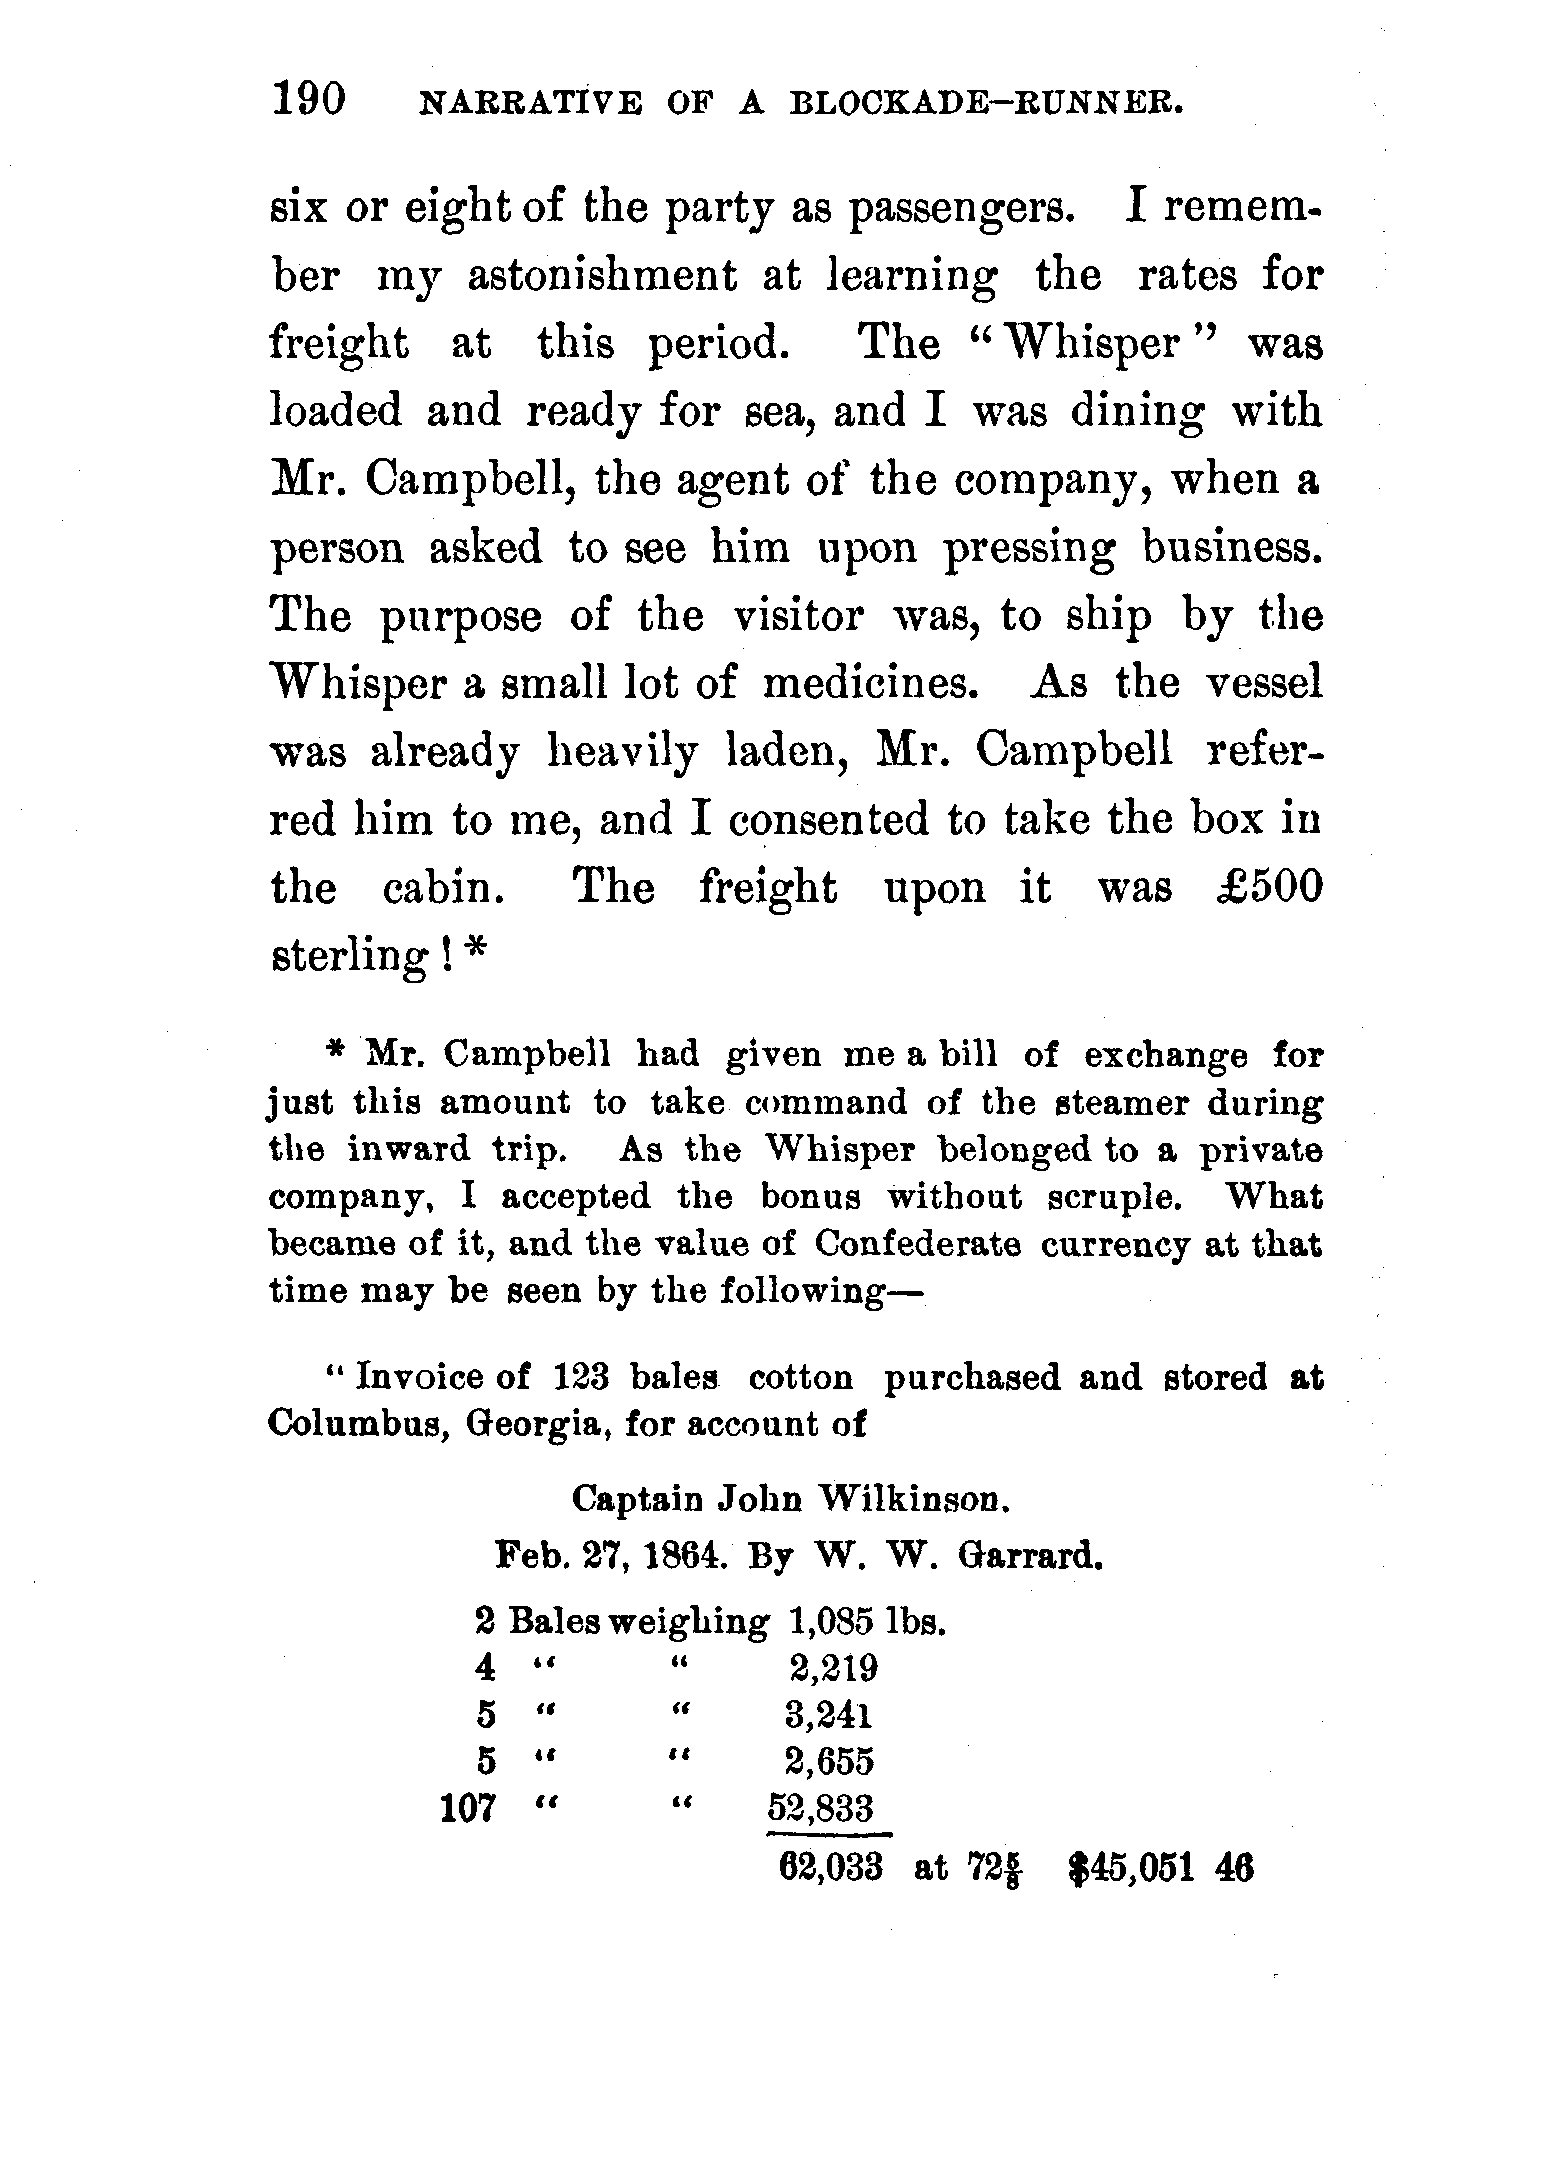 190 NARRATIVE OF A BLOCKADE-RUNNER.
six or eight of the party as passengers. I remem-
ber my astonishment at learning the rates for
freight at this period. The “Whisper” was
loaded and ready for sea, and I was dining with
Mr. Campbell, the agent of the company, when a
person asked to see him upon pressing business.
The purpose of the visitor was, to ship by the
Whisper a small lot of medicines. As the vessel
was already heavily laden, Mr. Campbell refer-
red him to me, and I consented to take the box in
the cabin. The freight upon it was £500
sterling ! *
* Mr. Campbell had given me a bill of exchange for
just this amount to take command of the steamer during
the inward trip. As the Whisper belonged to a private
company, I accepted the bonus without scruple. What
became of it, and the value of Confederate currency at that
time may be seen by the following—
“ Invoice of 123 bales cotton purchased and stored at
Columbus, Georgia, for account of
Captain John Wilkinson.
Feb. 27, 1864. By W. W. Garrard.
2 Bales weighing 1,085 lbs.
4 “ “ 2,219
5 “ “ 3,241
5 “ “ 2,655
107 “ “ 52,833
62,033 at 72⅝ $45,051 46